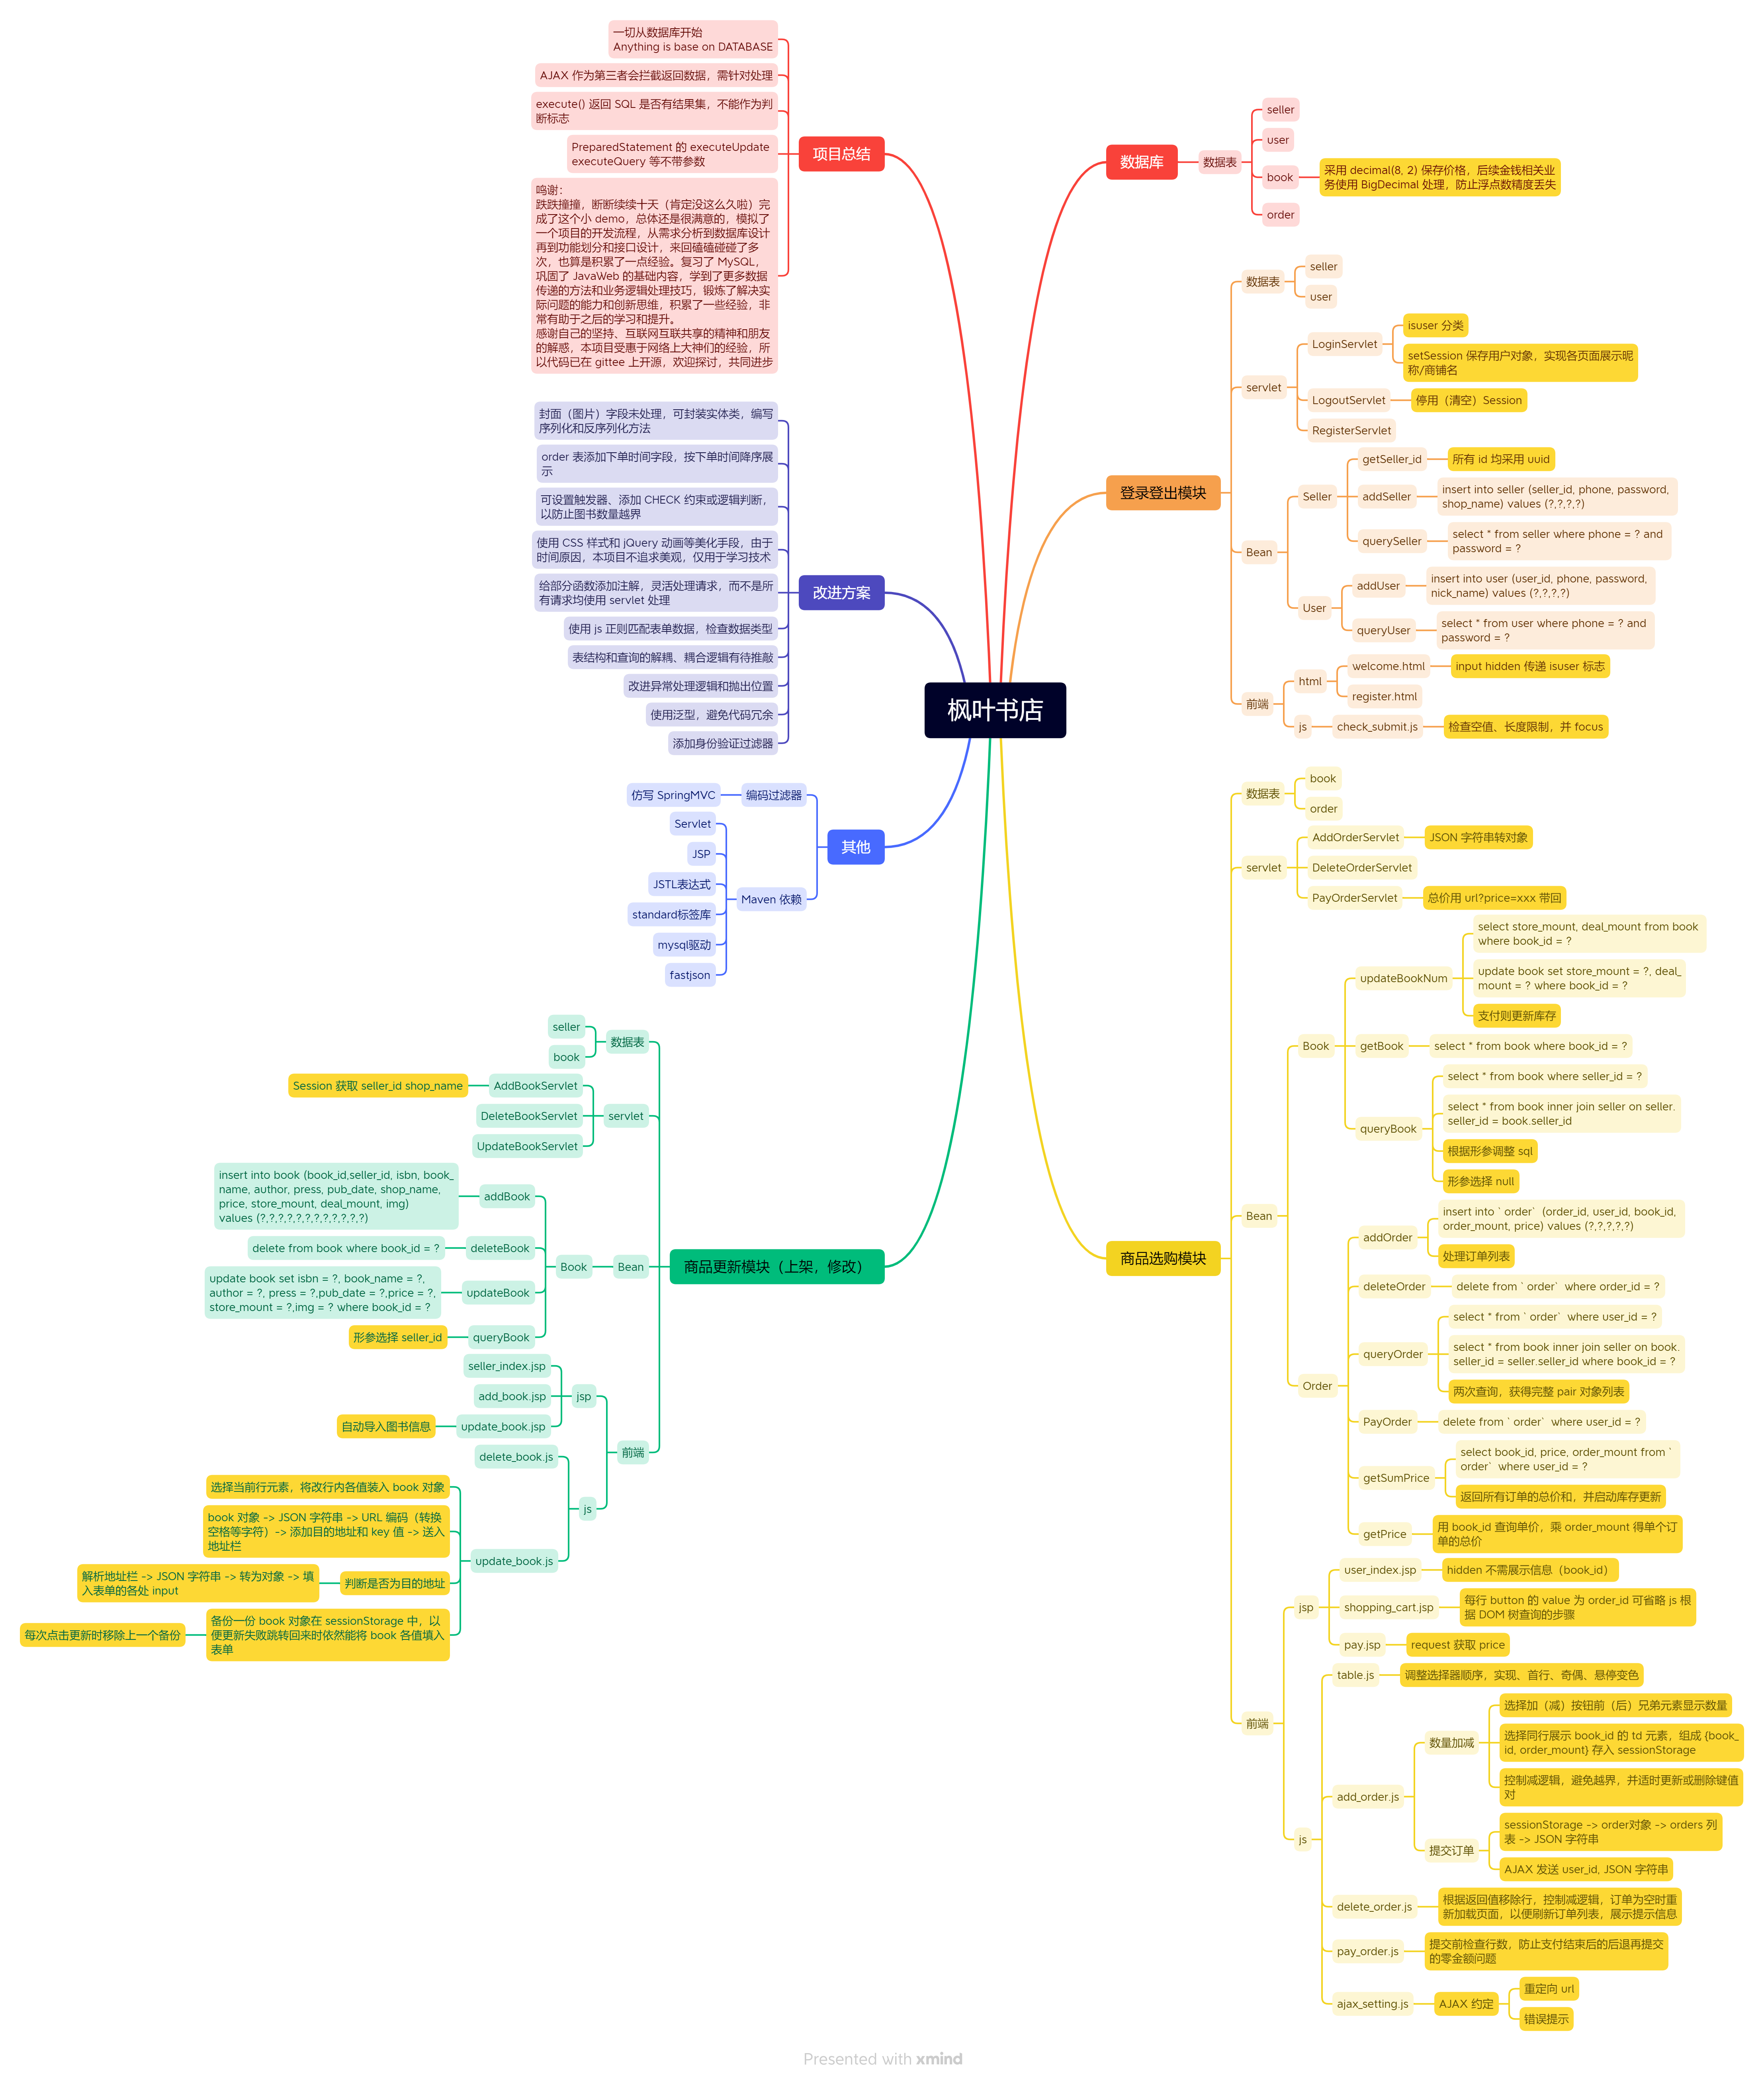 枫叶书店
数据库
数据表
seller
user
book
采用 decimal(8, 2) 保存价格，后续金钱相关业
务使用 BigDecimal 处理，防止浮点数精度丢失
order
登录登出模块
数据表
seller
user
servlet
LoginServlet
isuser 分类
setSession 保存用户对象，实现各页面展示昵
称/商铺名
LogoutServlet
停用（清空）Session
RegisterServlet
Bean
Seller
getSeller_id
所有 id 均采用 uuid
addSeller
insert into seller (seller_id, phone, password,
shop_name) values (?,?,?,?)
querySeller
select * from seller where phone = ? and
password = ?
User
addUser
insert into user (user_id, phone, password,
nick_name) values (?,?,?,?)
queryUser
select * from user where phone = ? and
password = ?
前端
html
welcome.html
input hidden 传递 isuser 标志
register.html
js
check_submit.js
检查空值、长度限制，并 focus
商品选购模块
数据表
book
order
servlet
AddOrderServlet
JSON 字符串转对象
DeleteOrderServlet
PayOrderServlet
总价用 url?price=xxx 带回
Bean
Book
updateBookNum
select store_mount, deal_mount from book
where book_id = ?
update book set store_mount = ?, deal_
mount = ? where book_id = ?
支付则更新库存
getBook
select * from book where book_id = ?
queryBook
select * from book where seller_id = ?
select * from book inner join seller on seller.
seller_id = book.seller_id
根据形参调整 sql
形参选择 null
Order
addOrder
insert into ` order` (order_id, user_id, book_id,
order_mount, price) values (?,?,?,?,?)
处理订单列表
deleteOrder
delete from ` order` where order_id = ?
queryOrder
select * from ` order` where user_id = ?
select * from book inner join seller on book.
seller_id = seller.seller_id where book_id = ?
两次查询，获得完整 pair 对象列表
PayOrder
delete from ` order` where user_id = ?
getSumPrice
select book_id, price, order_mount from `
order` where user_id = ?
返回所有订单的总价和，并启动库存更新
getPrice
用 book_id 查询单价，乘 order_mount 得单个订
单的总价
前端
jsp
user_index.jsp
hidden 不需展示信息（book_id）
shopping_cart.jsp
每行 button 的 value 为 order_id 可省略 js 根
据 DOM 树查询的步骤
pay.jsp
request 获取 price
js
table.js
调整选择器顺序，实现、首行、奇偶、悬停变色
add_order.js
数量加减
选择加（减）按钮前（后）兄弟元素显示数量
选择同行展示 book_id 的 td 元素，组成 {book_
id, order_mount} 存入 sessionStorage
控制减逻辑，避免越界，并适时更新或删除键值
对
提交订单
sessionStorage -> order对象 -> orders 列
表 -> JSON 字符串
AJAX 发送 user_id, JSON 字符串
delete_order.js
根据返回值移除行，控制减逻辑，订单为空时重
新加载页面，以便刷新订单列表，展示提示信息
pay_order.js
提交前检查行数，防止支付结束后的后退再提交
的零金额问题
ajax_setting.js
AJAX 约定
重定向 url
错误提示
项目总结
一切从数据库开始
Anything is base on DATABASE
AJAX 作为第三者会拦截返回数据，需针对处理
execute() 返回 SQL 是否有结果集，不能作为判
断标志
PreparedStatement 的 executeUpdate
executeQuery 等不带参数
鸣谢：
跌跌撞撞，断断续续十天（肯定没这么久啦）完
成了这个小 demo，总体还是很满意的，模拟了
一个项目的开发流程，从需求分析到数据库设计
再到功能划分和接口设计，来回磕磕碰碰了多
次，也算是积累了一点经验。复习了 MySQL，
巩固了 JavaWeb 的基础内容，学到了更多数据
传递的方法和业务逻辑处理技巧，锻炼了解决实
际问题的能力和创新思维，积累了一些经验，非
常有助于之后的学习和提升。
感谢自己的坚持、互联网互联共享的精神和朋友
的解惑，本项目受惠于网络上大神们的经验，所
以代码已在 gittee 上开源，欢迎探讨，共同进步
改进方案
封面（图片）字段未处理，可封装实体类，编写
序列化和反序列化方法
order 表添加下单时间字段，按下单时间降序展
示
可设置触发器、添加 CHECK 约束或逻辑判断，
以防止图书数量越界
使用 CSS 样式和 jQuery 动画等美化手段，由于
时间原因，本项目不追求美观，仅用于学习技术
给部分函数添加注解，灵活处理请求，而不是所
有请求均使用 servlet 处理
使用 js 正则匹配表单数据，检查数据类型
表结构和查询的解耦、耦合逻辑有待推敲
改进异常处理逻辑和抛出位置
使用泛型，避免代码冗余
添加身份验证过滤器
其他
编码过滤器
仿写 SpringMVC
Maven 依赖
Servlet
JSP
JSTL表达式
standard标签库
mysql驱动
fastjson
商品更新模块（上架，修改）
数据表
seller
book
servlet
AddBookServlet
Session 获取 seller_id shop_name
DeleteBookServlet
UpdateBookServlet
Bean
Book
addBook
insert into book (book_id,seller_id, isbn, book_
name, author, press, pub_date, shop_name,
price, store_mount, deal_mount, img)
values (?,?,?,?,?,?,?,?,?,?,?,?)
deleteBook
delete from book where book_id = ?
updateBook
update book set isbn = ?, book_name = ?,
author = ?, press = ?,pub_date = ?,price = ?,
store_mount = ?,img = ? where book_id = ?
queryBook
形参选择 seller_id
前端
jsp
seller_index.jsp
add_book.jsp
update_book.jsp
自动导入图书信息
js
delete_book.js
update_book.js
选择当前行元素，将改行内各值装入 book 对象
book 对象 -> JSON 字符串 -> URL 编码（转换
空格等字符）-> 添加目的地址和 key 值 -> 送入
地址栏
判断是否为目的地址
解析地址栏 -> JSON 字符串 -> 转为对象 -> 填
入表单的各处 input
备份一份 book 对象在 sessionStorage 中，以
便更新失败跳转回来时依然能将 book 各值填入
表单
每次点击更新时移除上一个备份
Presented with xmind